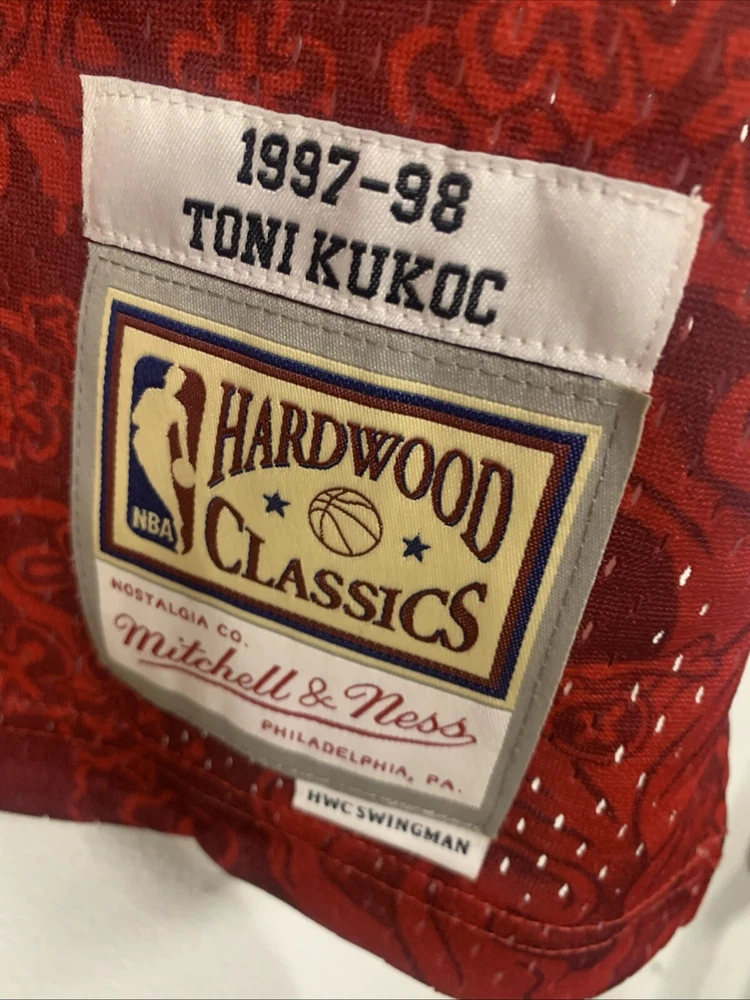 1997-98
TONI KUKOC
HARDWOOD
NBA
CLASSICS
NOSTALGIA CO.
Mitchell & Ness
PHILADELPHIA, PA.
HWC SWINGMAN